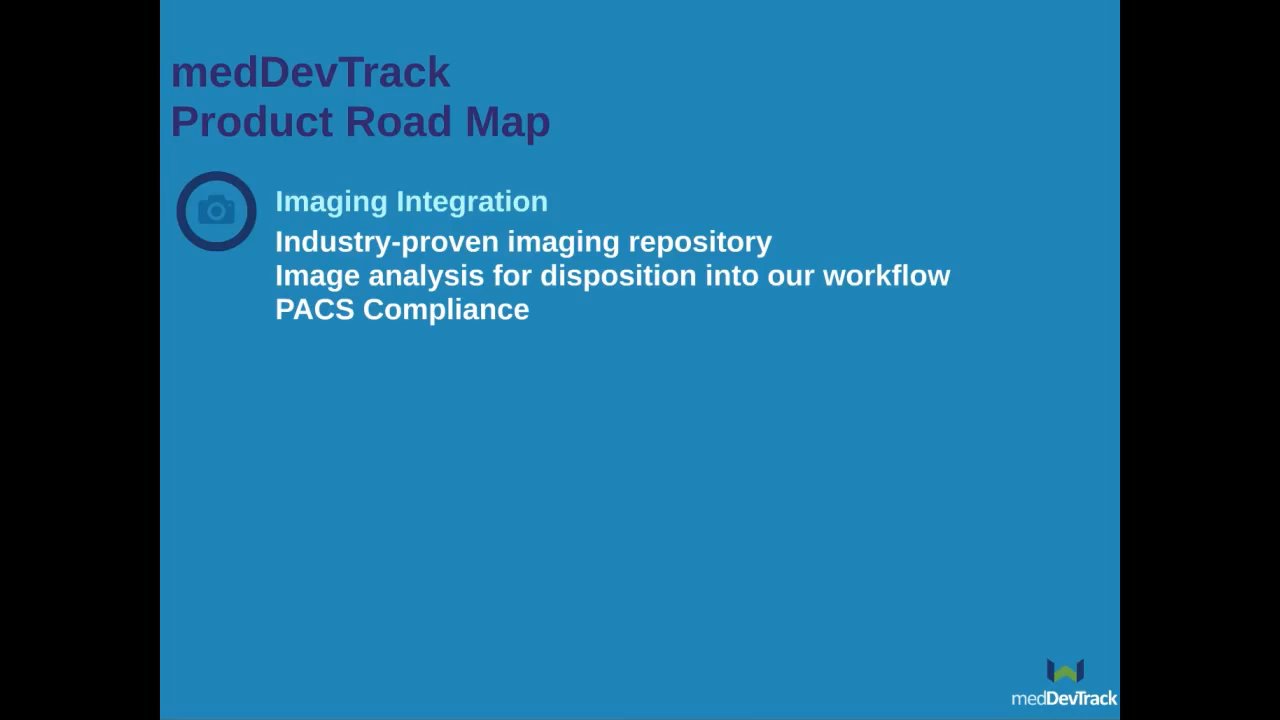 medDevTrack
Product Road Map
Imaging Integration
Industry-proven imaging repository
Image analysis for disposition into our workflow
PACS Compliance
medDevTrack